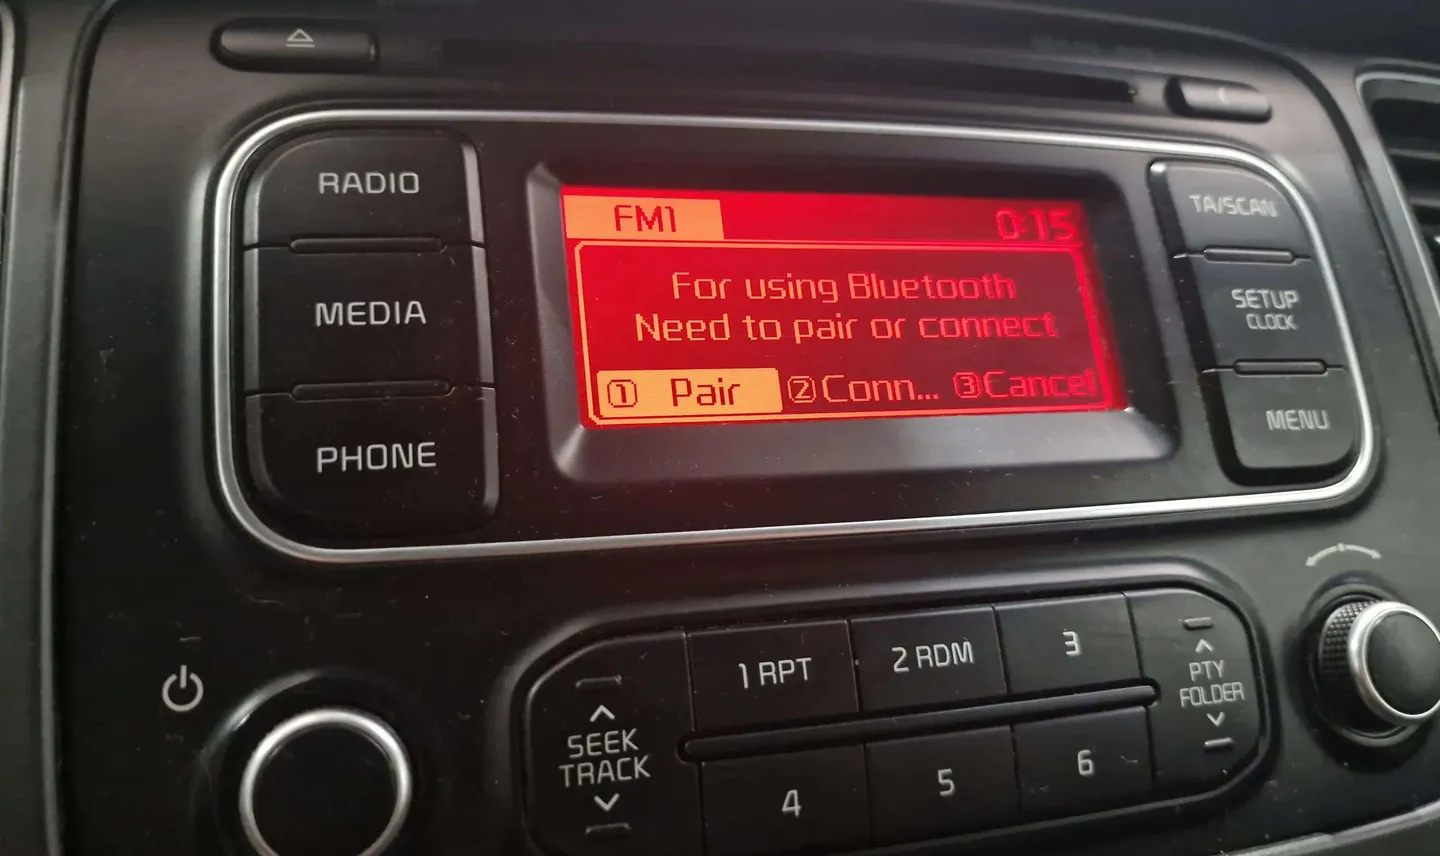 RADIO
MEDIA
PHONE
FM1 0:15
For using Bluetooth
Need to pair or connect
① Pair ②Conn... ③Cancel
TA/SCAN
SETUP
CLOCK
MENU
SEEK
TRACK
1 RPT
2 RDM
3
4
5
6
PTY
FOLDER